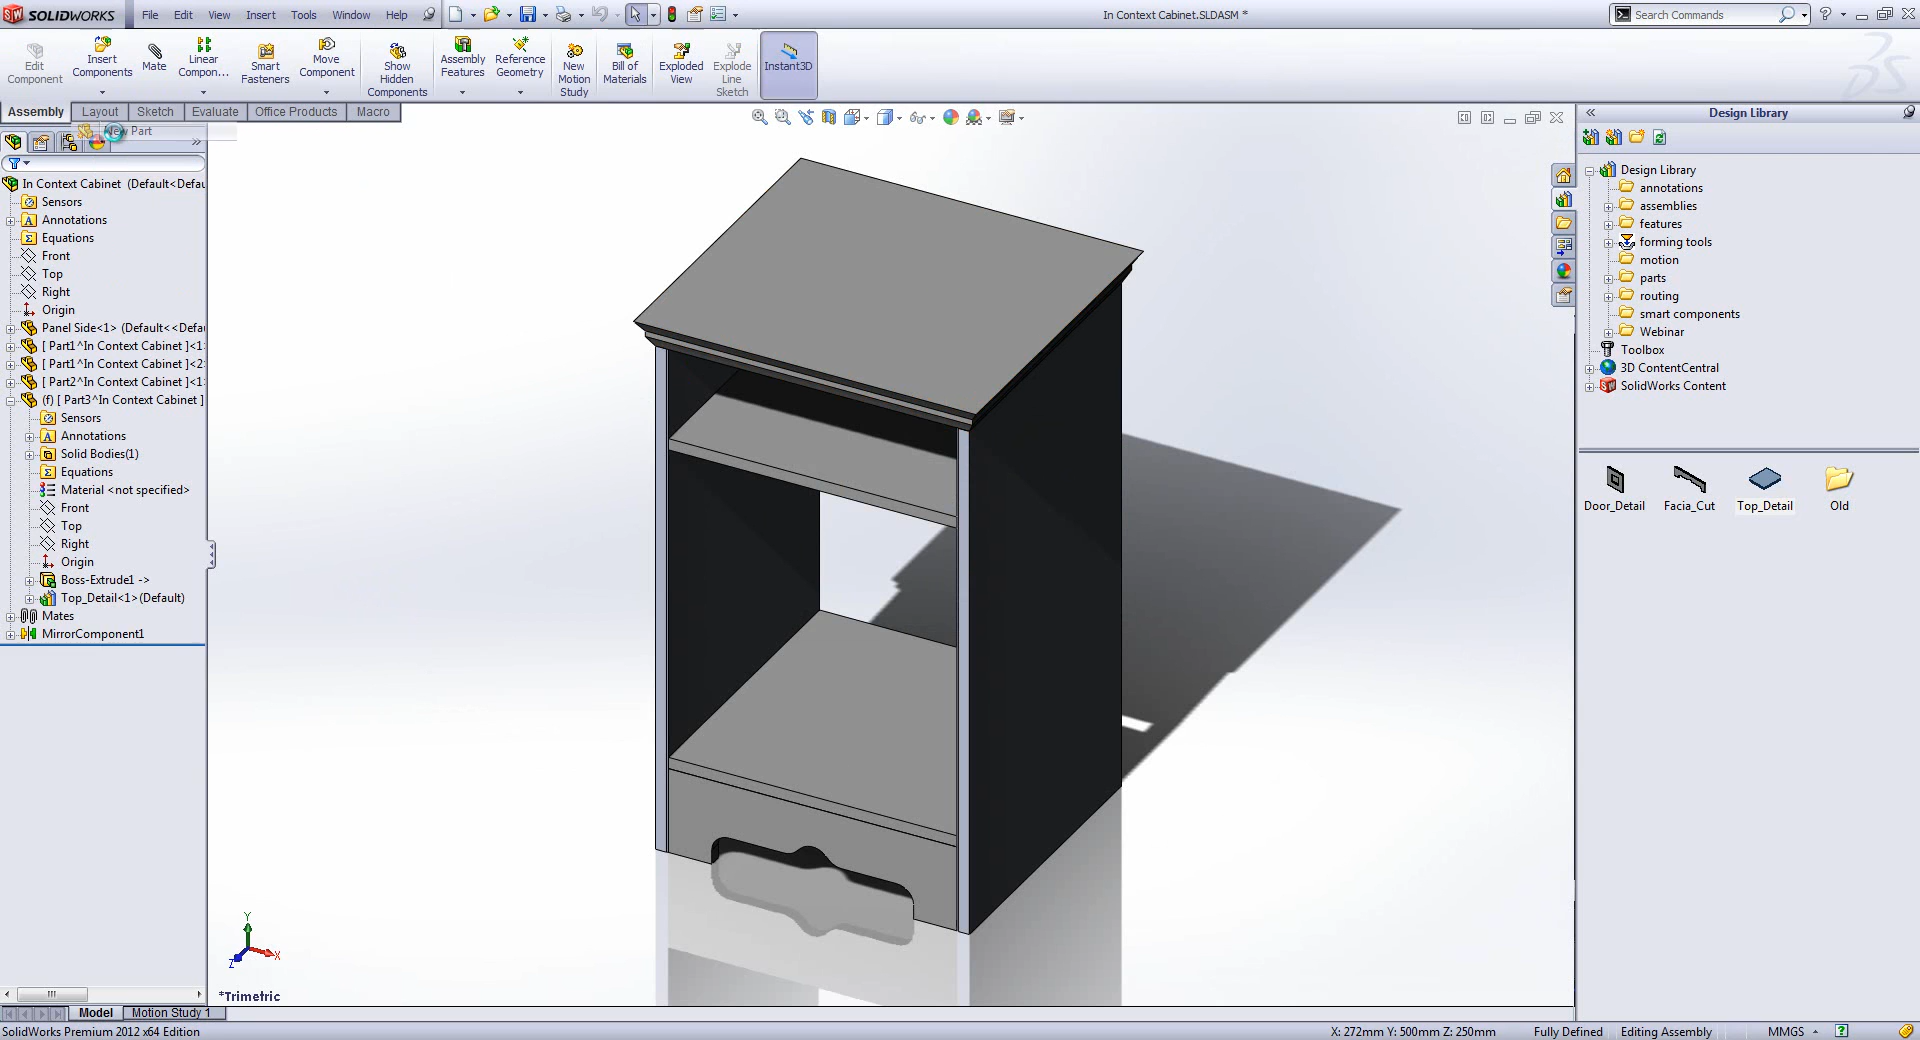 SOLIDWORKS File Edit View Insert Tools Window Help In Context Cabinet.SLDASM * Search Commands
Edit Component
Insert Components
Mate
Linear Compon...
Smart Fasteners
Move Component
Show Hidden Components
Assembly Features
Reference Geometry
New Motion Study
Bill of Materials
Exploded View
Explode Line Sketch
Instant3D
Assembly Layout Sketch Evaluate Office Products Macro
New Part
In Context Cabinet (Default<Defau
Sensors
Annotations
Equations
Front
Top
Right
Origin
Panel Side<1> (Default<<Defau
[ Part1^In Context Cabinet ]<1
[ Part1^In Context Cabinet ]<2
[ Part2^In Context Cabinet ]<1
(f) [ Part3^In Context Cabinet ]
Sensors
Annotations
Solid Bodies(1)
Equations
Material <not specified>
Front
Top
Right
Origin
Boss-Extrude1 ->
Top_Detail<1>(Default)
Mates
MirrorComponent1
Y
X
Z
*Trimetric
Design Library
Design Library
annotations
assemblies
features
forming tools
motion
parts
routing
smart components
Webinar
Toolbox
3D ContentCentral
SolidWorks Content
Door_Detail Facia_Cut Top_Detail Old
Model Motion Study 1
SolidWorks Premium 2012 x64 Edition X: 272mm Y: 500mm Z: 250mm Fully Defined Editing Assembly MMGS